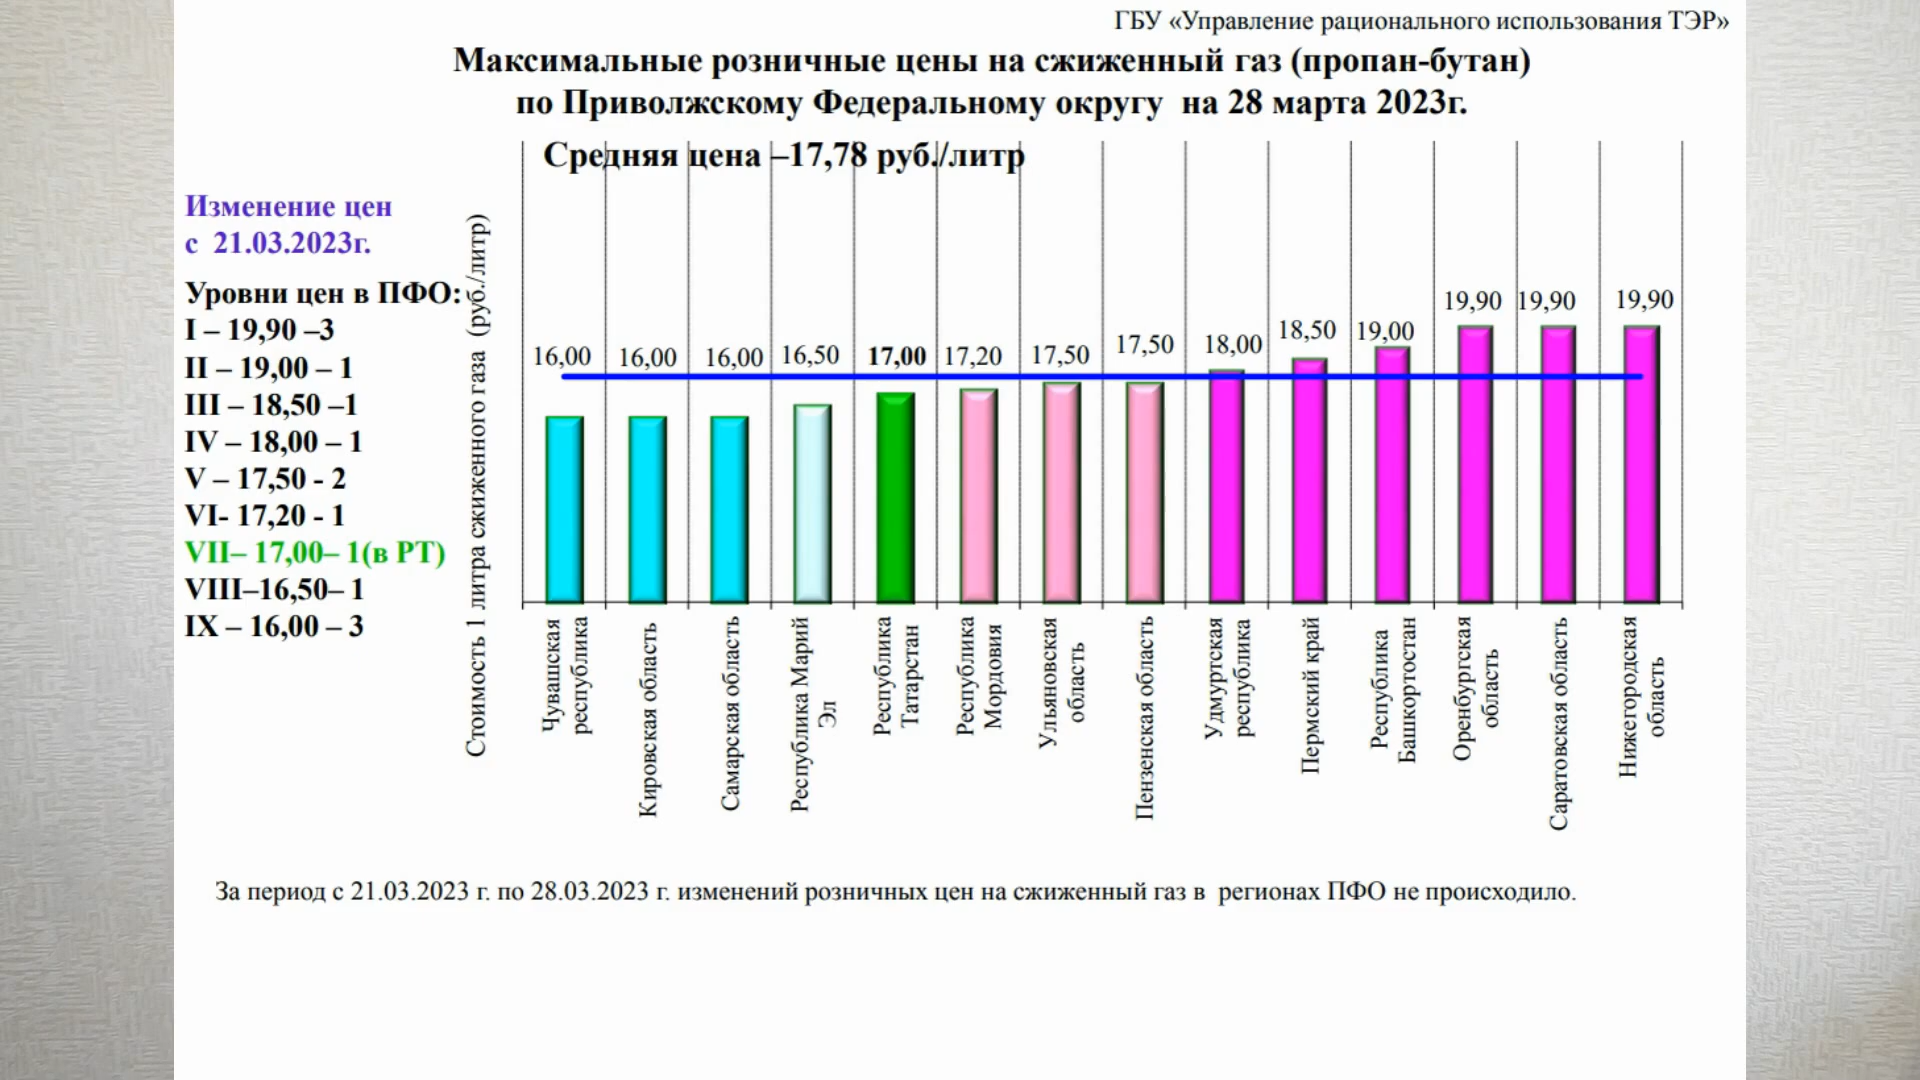 ГБУ «Управление рационального использования ТЭР»
Максимальные розничные цены на сжиженный газ (пропан-бутан)
по Приволжскому Федеральному округу на 28 марта 2023г.
Средняя цена –17,78 руб./литр
Изменение цен
с 21.03.2023г.
Уровни цен в ПФО:
I – 19,90 –3
II – 19,00 – 1
III – 18,50 –1
IV – 18,00 – 1
V – 17,50 - 2
VI- 17,20 - 1
VII– 17,00– 1(в РТ)
VIII–16,50– 1
IX – 16,00 – 3
Стоимость 1 литра сжиженного газа (руб./литр)
16,00
16,00
16,00
16,50
17,00
17,20
17,50
17,50
18,00
18,50
19,00
19,90
19,90
19,90
Чувашская
республика
Кировская область
Самарская область
Республика Марий
Эл
Республика
Татарстан
Республика
Мордовия
Ульяновская
область
Пензенская область
Удмуртская
республика
Пермский край
Республика
Башкортостан
Оренбургская
область
Саратовская область
Нижегородская
область
За период с 21.03.2023 г. по 28.03.2023 г. изменений розничных цен на сжиженный газ в регионах ПФО не происходило.